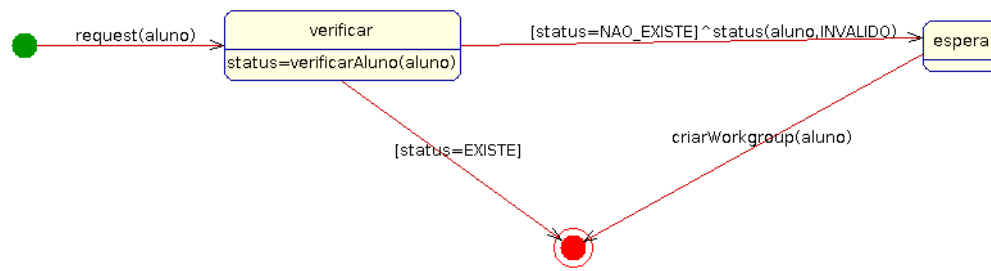 request(aluno)
verificar
status=verificarAluno(aluno)
[status=NAO_EXISTE]^status(aluno,INVALIDO)
espera
[status=EXISTE]
criarWorkgroup(aluno)